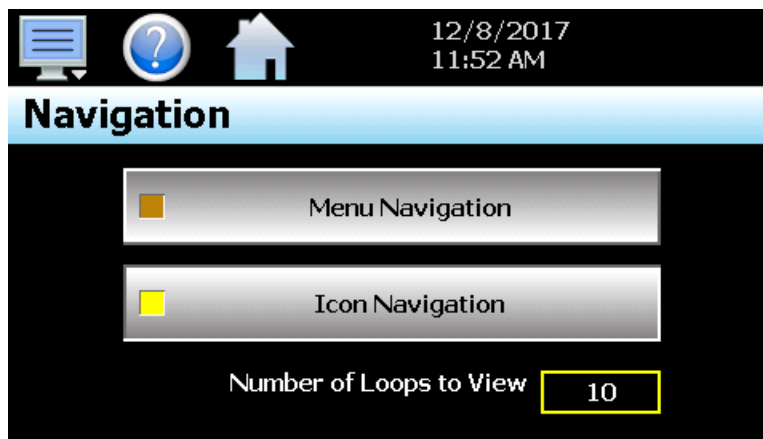 ?
12/8/2017
11:52 AM
Navigation
Menu Navigation
Icon Navigation
Number of Loops to View 10